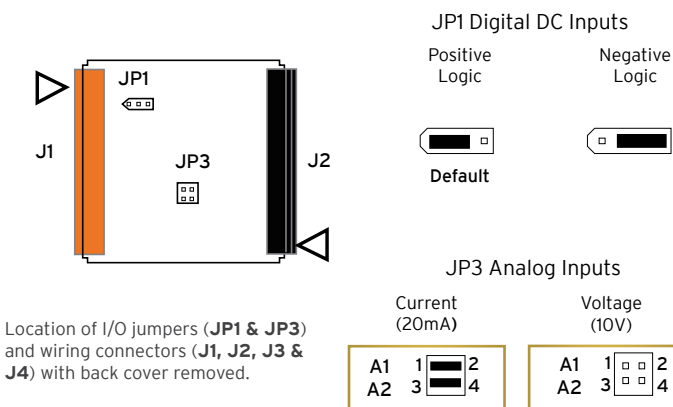 JP1 Digital DC Inputs
Positive
Logic
Negative
Logic
Default
JP1
J1
JP3
J2
JP3 Analog Inputs
Current
(20mA)
Voltage
(10V)
A1 1 2
A2 3 4
A1 1 2
A2 3 4
Location of I/O jumpers (JP1 & JP3)
and wiring connectors (J1, J2, J3 &
J4) with back cover removed.